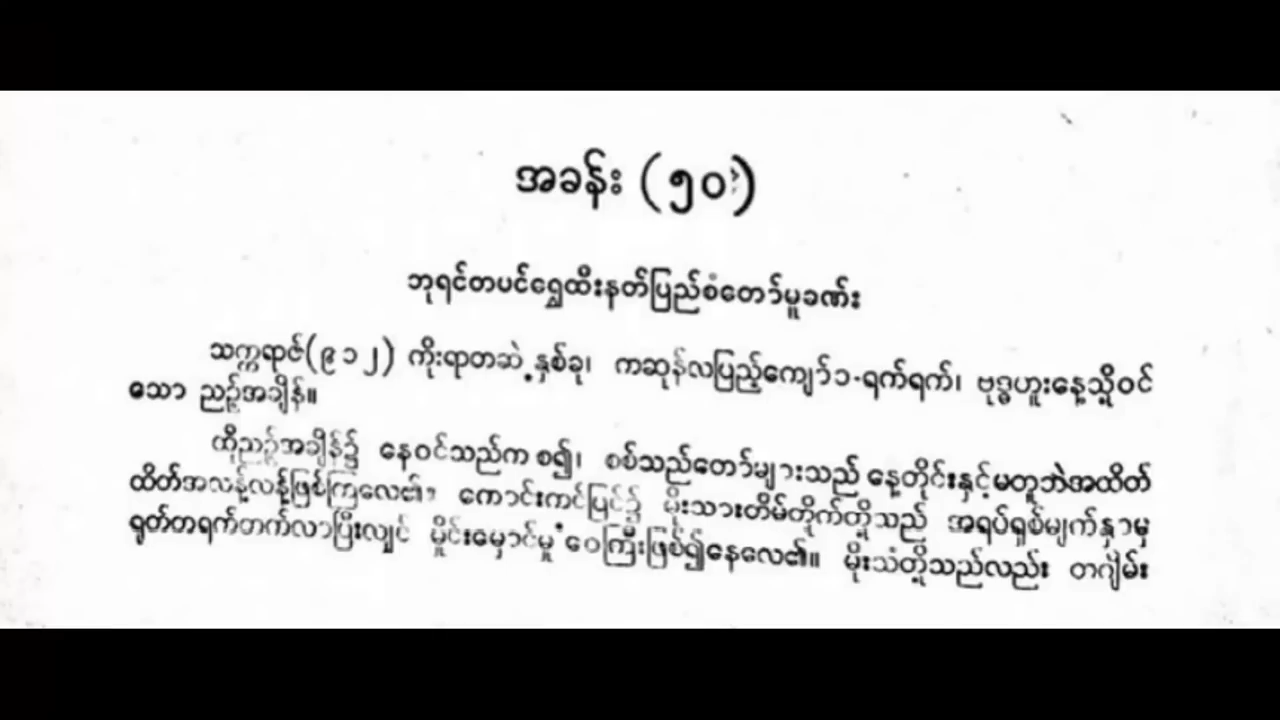 အခန်း (၅၀)
ဘုရင်တပင်ရွှေထီးနတ်ပြည်စံတော်မူခဏ်း
သက္ကရာဇ်(၉၁၂) ကိုးရာတဆဲ့နှစ်ခု၊ ကဆုန်လပြည့်ကျော်၁-ရက်ရက်၊ ဗုဒ္ဓဟူးနေ့သို့ဝင်
သော ညဉ့်အချိန်။
ထိုညဉ့်အချိန်၌ နေဝင်သည်က စ၍၊ စစ်သည်တော်များသည် နေ့တိုင်းနှင့်မတူဘဲအထိတ်
ထိတ်အလန့်လန့်ဖြစ်ကြလေ၏၊ ကောင်းကင်ပြင်၌ မိုးသားတိမ်တိုက်တို့သည် အရပ်ရှစ်မျက်နှာမှ
ရုတ်တရက်တက်လာပြီးလျှင် မှိုင်းမှောင်မှုံဝေကြီးဖြစ်၍နေလေ၏။ မိုးသံတို့သည်လည်း တဂျိမ်း